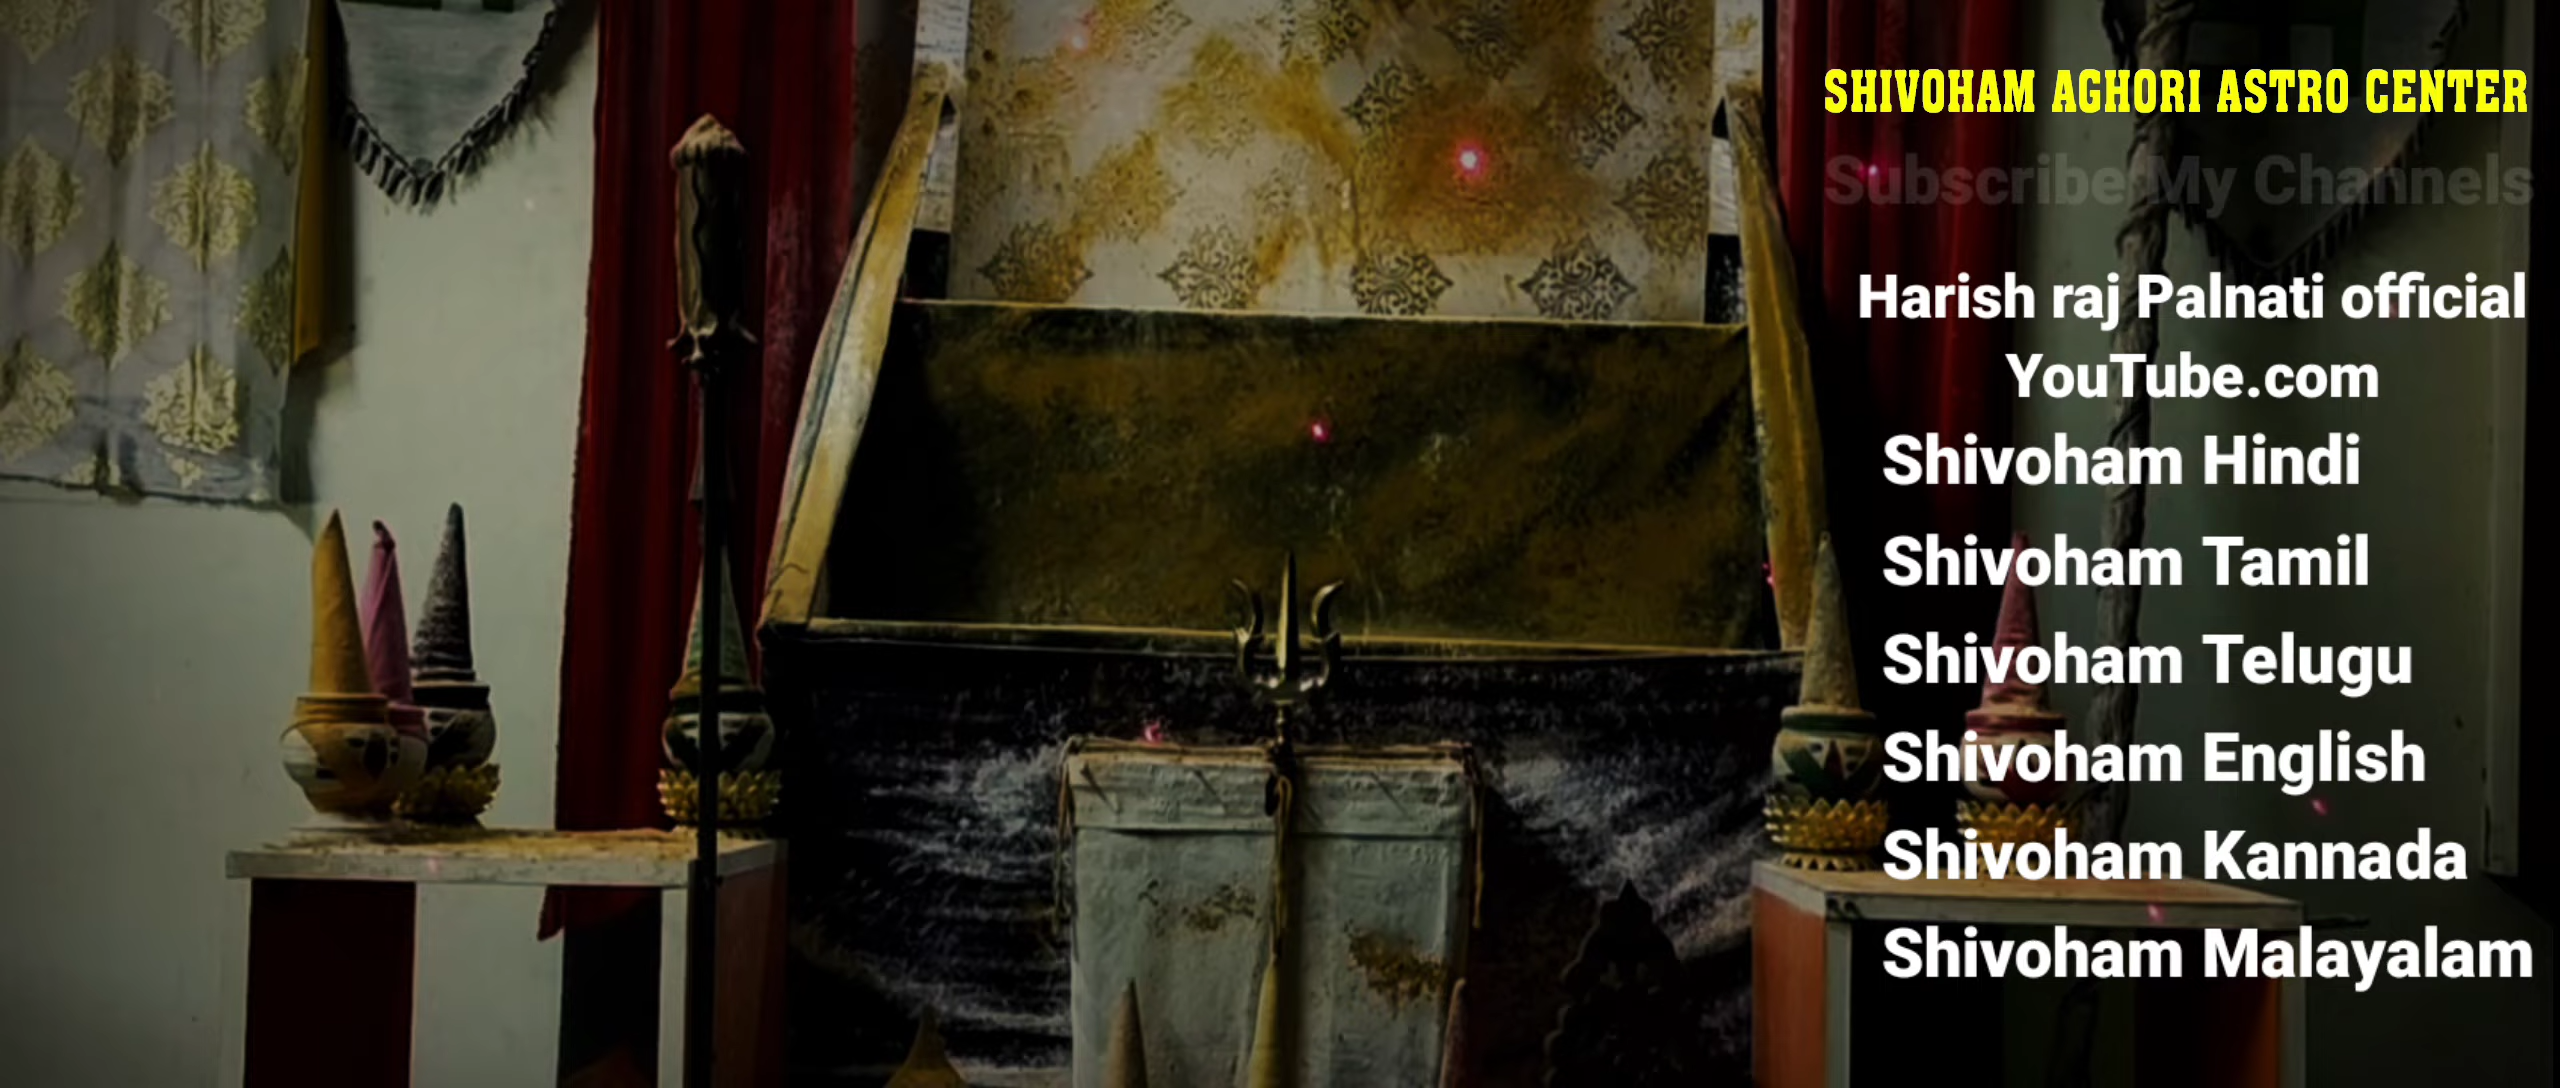 SHIVOHAM AGHORI ASTRO CENTER
Subscribe My Channels
Harish raj Palnati official
YouTube.com
Shivoham Hindi
Shivoham Tamil
Shivoham Telugu
Shivoham English
Shivoham Kannada
Shivoham Malayalam